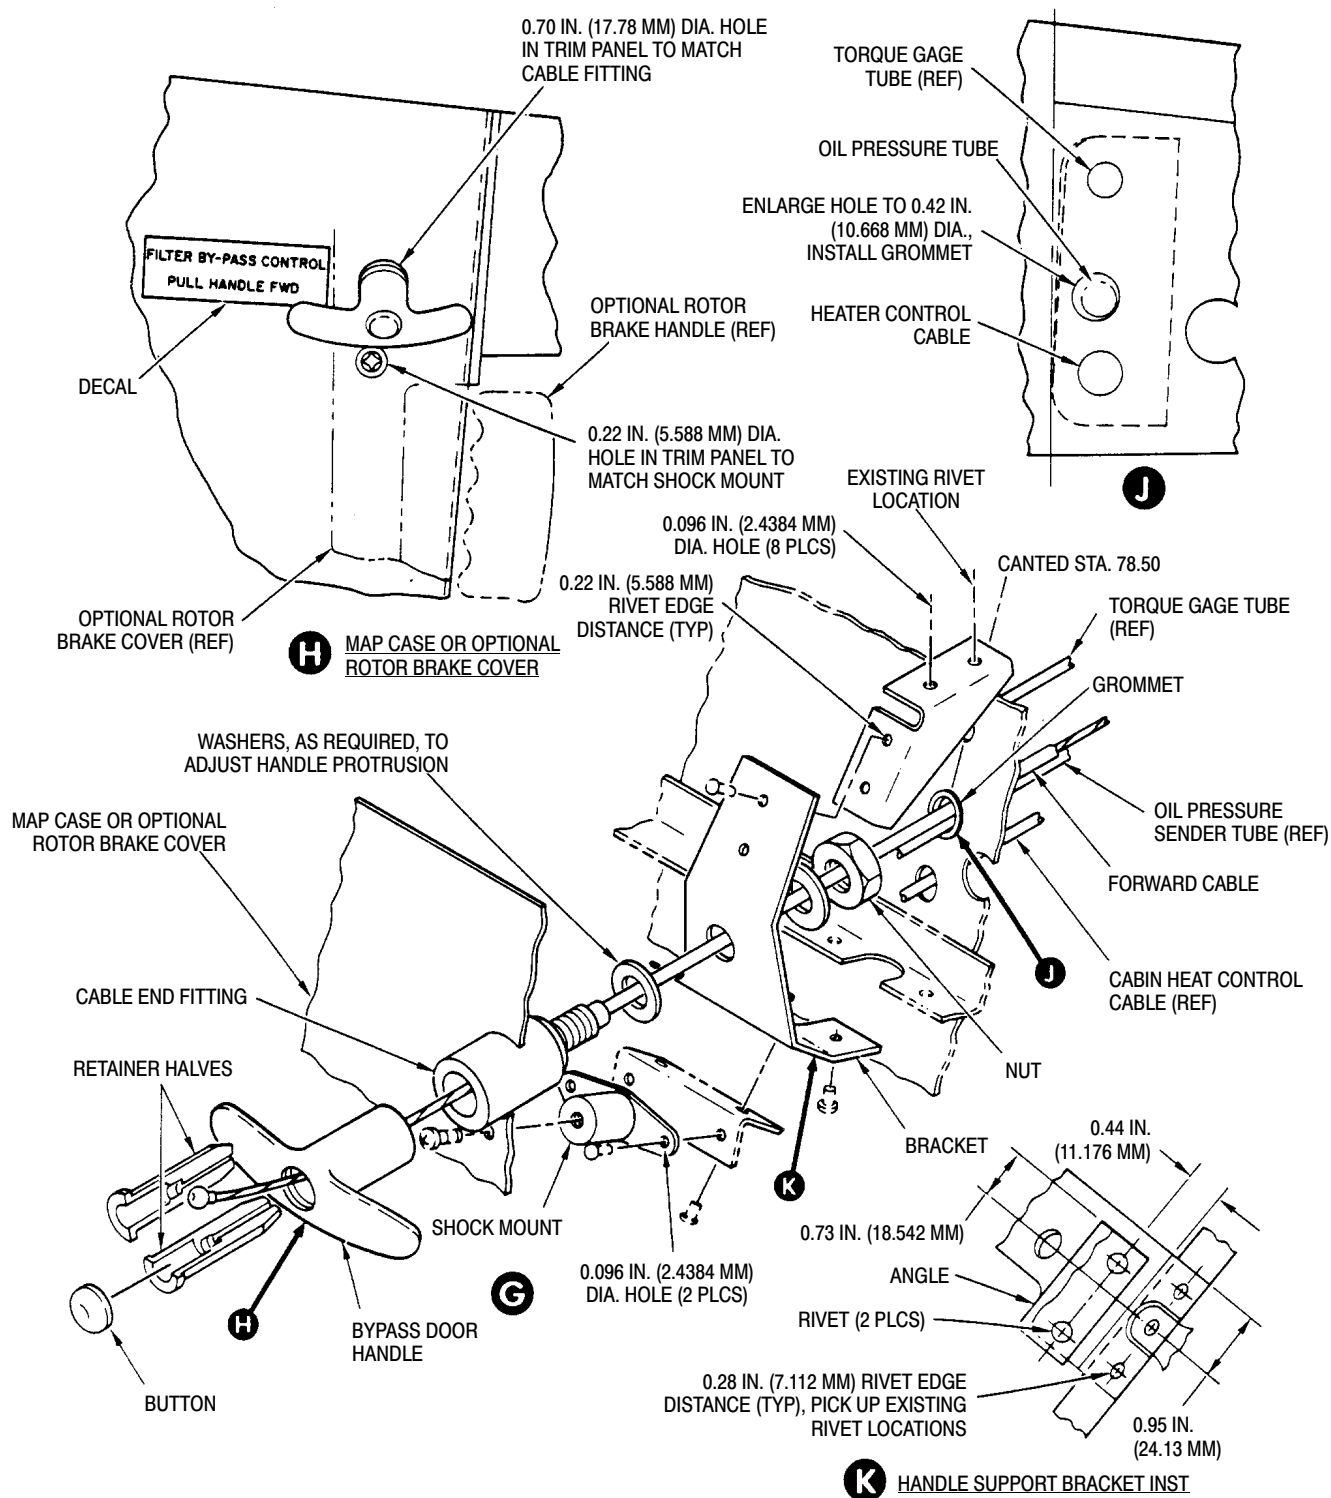 0.70 IN. (17.78 MM) DIA. HOLE
IN TRIM PANEL TO MATCH
CABLE FITTING
FILTER BY-PASS CONTROL
PULL HANDLE FWD
DECAL
OPTIONAL ROTOR
BRAKE HANDLE (REF)
0.22 IN. (5.588 MM) DIA.
HOLE IN TRIM PANEL TO
MATCH SHOCK MOUNT
OPTIONAL ROTOR
BRAKE COVER (REF)
H
MAP CASE OR OPTIONAL
ROTOR BRAKE COVER
TORQUE GAGE
TUBE (REF)
OIL PRESSURE TUBE
ENLARGE HOLE TO 0.42 IN.
(10.668 MM) DIA.,
INSTALL GROMMET
HEATER CONTROL
CABLE
J
EXISTING RIVET
LOCATION
0.096 IN. (2.4384 MM)
DIA. HOLE (8 PLCS)
0.22 IN. (5.588 MM)
RIVET EDGE
DISTANCE (TYP)
CANTED STA. 78.50
TORQUE GAGE TUBE
(REF)
GROMMET
OIL PRESSURE
SENDER TUBE (REF)
FORWARD CABLE
J
CABIN HEAT CONTROL
CABLE (REF)
NUT
BRACKET
K
WASHERS, AS REQUIRED, TO
ADJUST HANDLE PROTRUSION
MAP CASE OR OPTIONAL
ROTOR BRAKE COVER
CABLE END FITTING
RETAINER HALVES
SHOCK MOUNT
0.096 IN. (2.4384 MM)
DIA. HOLE (2 PLCS)
G
H
BYPASS DOOR
HANDLE
BUTTON
0.44 IN.
(11.176 MM)
0.73 IN. (18.542 MM)
ANGLE
RIVET (2 PLCS)
0.28 IN. (7.112 MM) RIVET EDGE
DISTANCE (TYP), PICK UP EXISTING
RIVET LOCATIONS
0.95 IN.
(24.13 MM)
K
HANDLE SUPPORT BRACKET INST